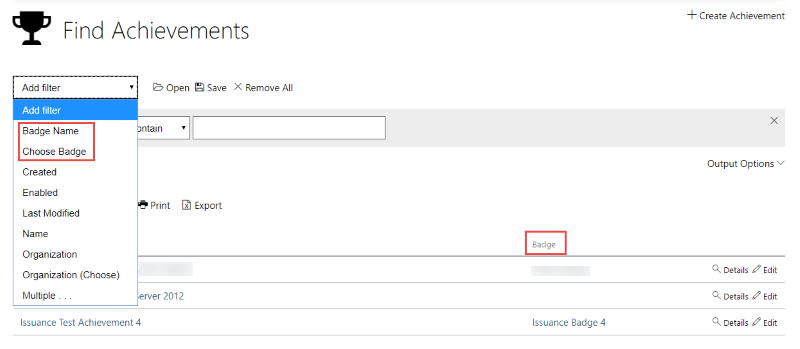 + Create Achievement
Find Achievements
Add filter Open Save Remove All
Add filter
Badge Name
ontain
Choose Badge
Created
Output Options
Enabled
Last Modified Print Export
Name
Organization Badge
Organization (Choose) Details Edit
Multiple . . . Server 2012 Details Edit
Issuance Test Achievement 4 Issuance Badge 4 Details Edit